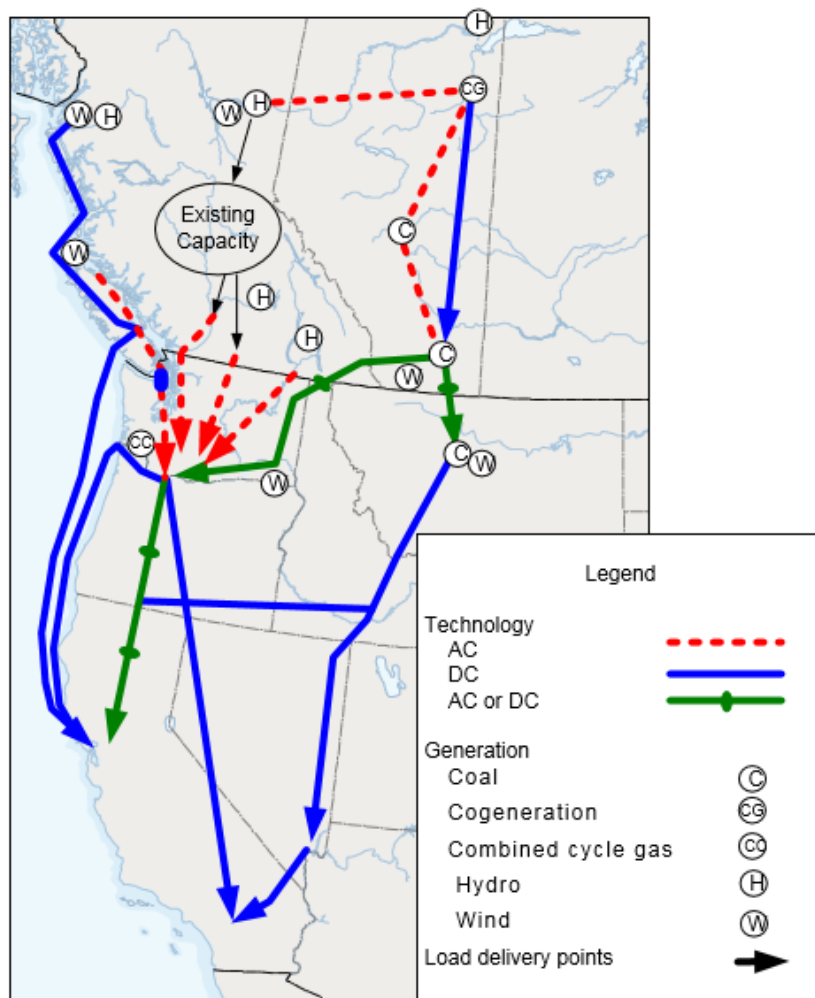 H
CG
W H
W H
Existing
Capacity
C
W
H
H
C
W
CC
C W
W
Legend
Technology
AC
DC
AC or DC
Generation
Coal C
Cogeneration CG
Combined cycle gas CC
Hydro H
Wind W
Load delivery points